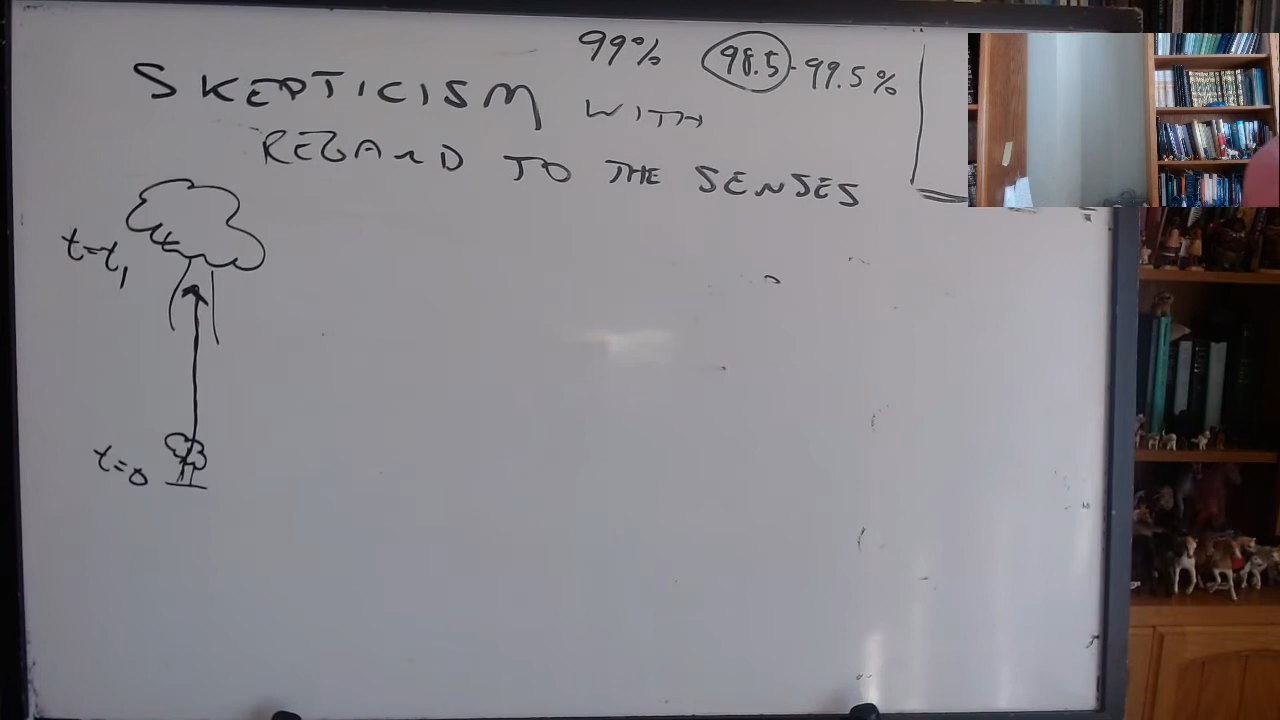 99% 98.5-99.5%
SKEPTICISM WITH
REGARD TO THE SENSES
t=t1
t=0